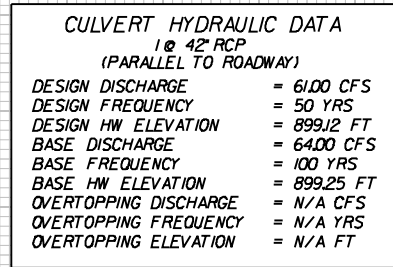 CULVERT HYDRAULIC DATA
1 @ 42" RCP
(PARALLEL TO ROADWAY)
DESIGN DISCHARGE = 61.00 CFS
DESIGN FREQUENCY = 50 YRS
DESIGN HW ELEVATION = 899.12 FT
BASE DISCHARGE = 64.00 CFS
BASE FREQUENCY = 100 YRS
BASE HW ELEVATION = 899.25 FT
OVERTOPPING DISCHARGE = N/A CFS
OVERTOPPING FREQUENCY = N/A YRS
OVERTOPPING ELEVATION = N/A FT